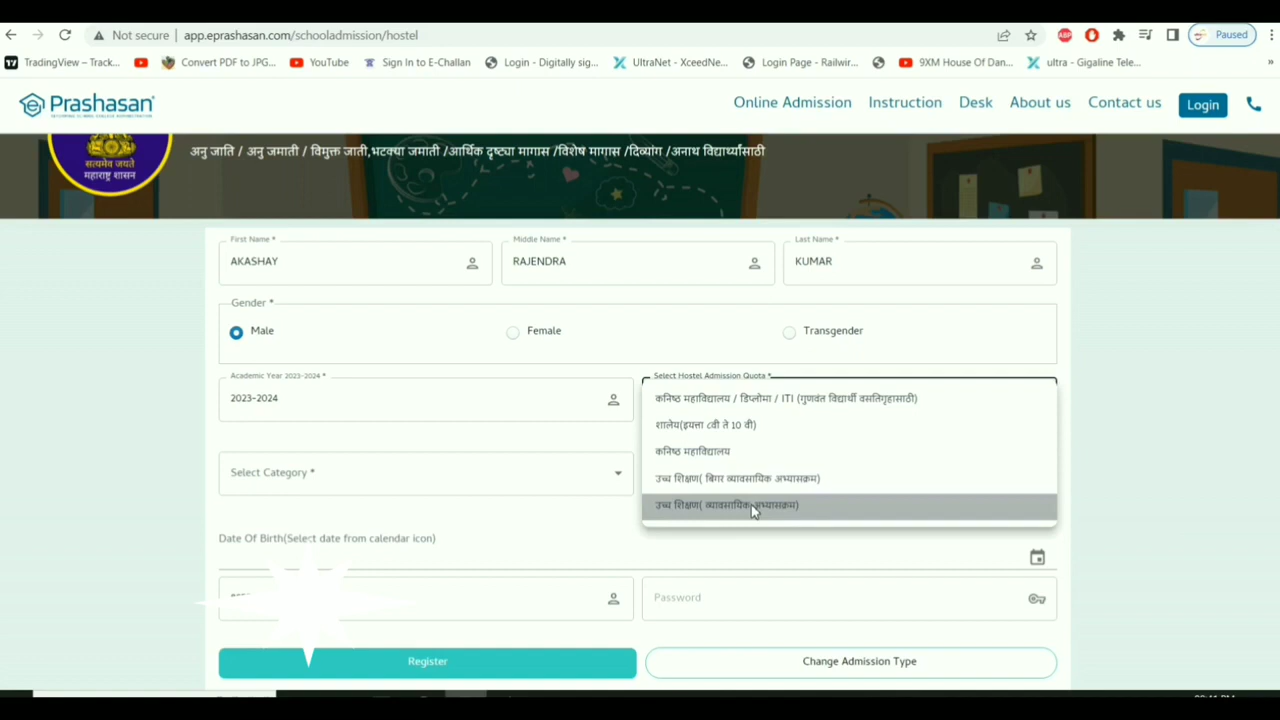 Not secure | app.eprashasan.com/schooladmission/hostel
Paused
TradingView – Track...
Convert PDF to JPG...
YouTube
Sign In to E-Challan
Login - Digitally sig...
UltraNet - XceedNe...
Login Page - Railwir...
9XM House Of Dan...
ultra - Gigaline Tele...
»
Prashasan
Online Admission
Instruction
Desk
About us
Contact us
Login
सत्यमेव जयते
महाराष्ट्र शासन
अनु जाति / अनु जमाती / विमुक्त जाती,भटक्या जमाती /आर्थिक दृष्ट्या मागास /विशेष मागास /दिव्यांग /अनाथ विद्यार्थ्यांसाठी
First Name *
AKASHAY
Middle Name *
RAJENDRA
Last Name *
KUMAR
Gender *
Male
Female
Transgender
Academic Year 2023-2024 *
2023-2024
Select Hostel Admission Quota *
कनिष्ठ महाविद्यालय / डिप्लोमा / ITI (गुणवंत विद्यार्थी वसतिगृहासाठी)
शालेय(इयत्ता ८वी ते 10 वी)
कनिष्ठ महाविद्यालय
उच्च शिक्षण( बिगर व्यावसायिक अभ्यासक्रम)
उच्च शिक्षण( व्यावसायिक अभ्यासक्रम)
Select Category *
Date Of Birth(Select date from calendar icon)
Password
Register
Change Admission Type